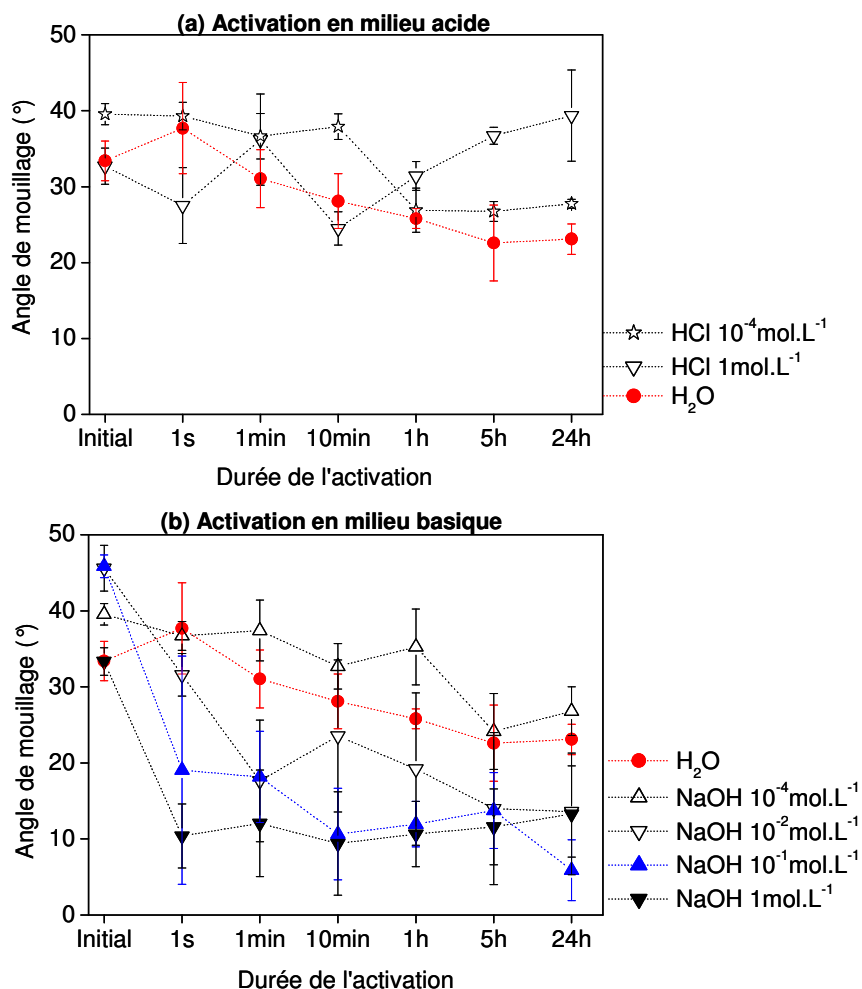 (a) Activation en milieu acide
50
40
30
20
10
0
Angle de mouillage (°)
Initial 1s 1min 10min 1h 5h 24h
Durée de l'activation
HCl 10⁻⁴mol.L⁻¹
HCl 1mol.L⁻¹
H₂O
(b) Activation en milieu basique
50
40
30
20
10
0
Angle de mouillage (°)
Initial 1s 1min 10min 1h 5h 24h
Durée de l'activation
H₂O
NaOH 10⁻⁴mol.L⁻¹
NaOH 10⁻²mol.L⁻¹
NaOH 10⁻¹mol.L⁻¹
NaOH 1mol.L⁻¹